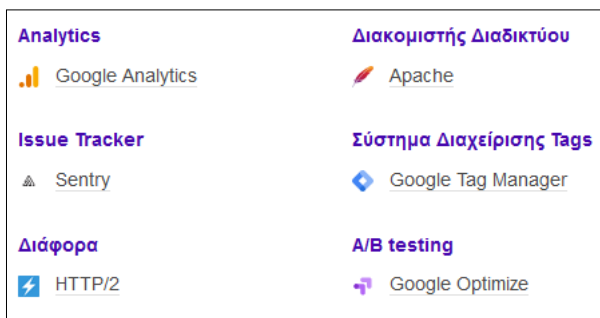 Analytics
Google Analytics
Διακομιστής Διαδικτύου
Apache
Issue Tracker
Sentry
Σύστημα Διαχείρισης Tags
Google Tag Manager
Διάφορα
HTTP/2
A/B testing
Google Optimize